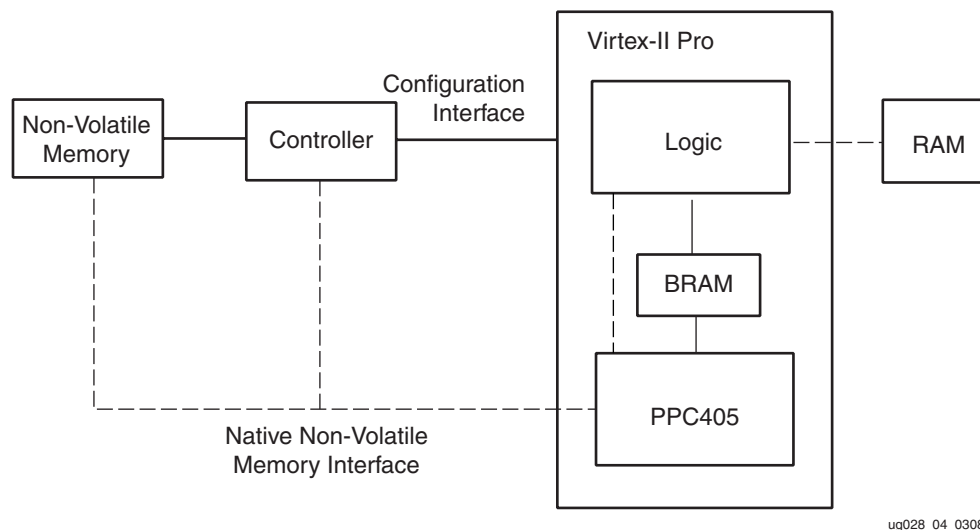 Virtex-II Pro
Configuration
Interface
Non-Volatile
Memory
Controller
Logic
RAM
BRAM
PPC405
Native Non-Volatile
Memory Interface